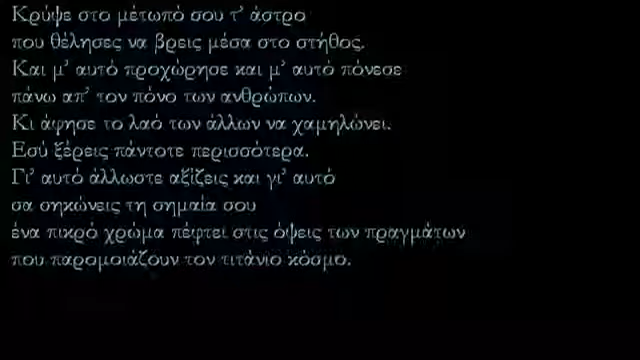 Κρύψε στο μέτωπό σου τ' άστρο
που θέλησες να βρεις μέσα στο στήθος.
Και μ' αυτό προχώρησε και μ' αυτό πόνεσε
πάνω απ' τον πόνο των ανθρώπων.
Κι άφησε το λαό των άλλων να χαμηλώνει.
Εσύ ξέρεις πάντοτε περισσότερα.
Γι' αυτό άλλωστε αξίζεις και γι' αυτό
σα σηκώνεις τη σημαία σου
ένα πικρό χρώμα πέφτει στις όψεις των πραγμάτων
που παρομοιάζουν τον τιτάνιο κόσμο.